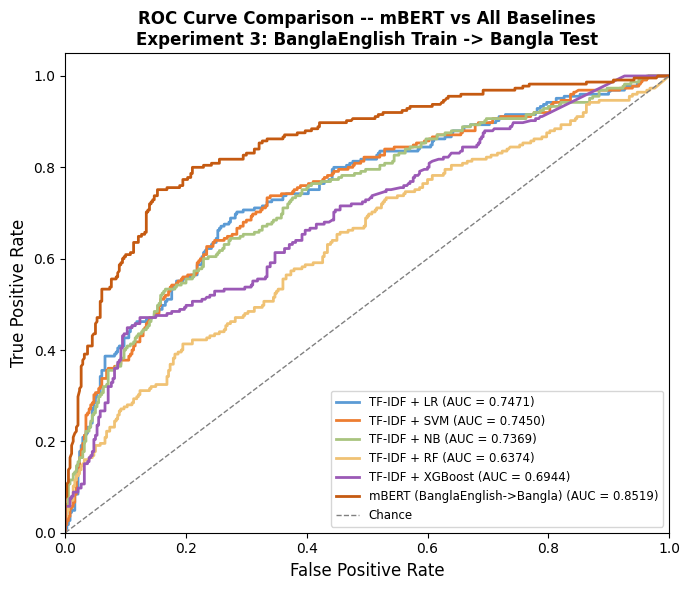 ROC Curve Comparison -- mBERT vs All Baselines
Experiment 3: BanglaEnglish Train -> Bangla Test
True Positive Rate
1.0
0.8
0.6
0.4
0.2
0.0
TF-IDF + LR (AUC = 0.7471)
TF-IDF + SVM (AUC = 0.7450)
TF-IDF + NB (AUC = 0.7369)
TF-IDF + RF (AUC = 0.6374)
TF-IDF + XGBoost (AUC = 0.6944)
mBERT (BanglaEnglish->Bangla) (AUC = 0.8519)
Chance
0.0 0.2 0.4 0.6 0.8 1.0
False Positive Rate